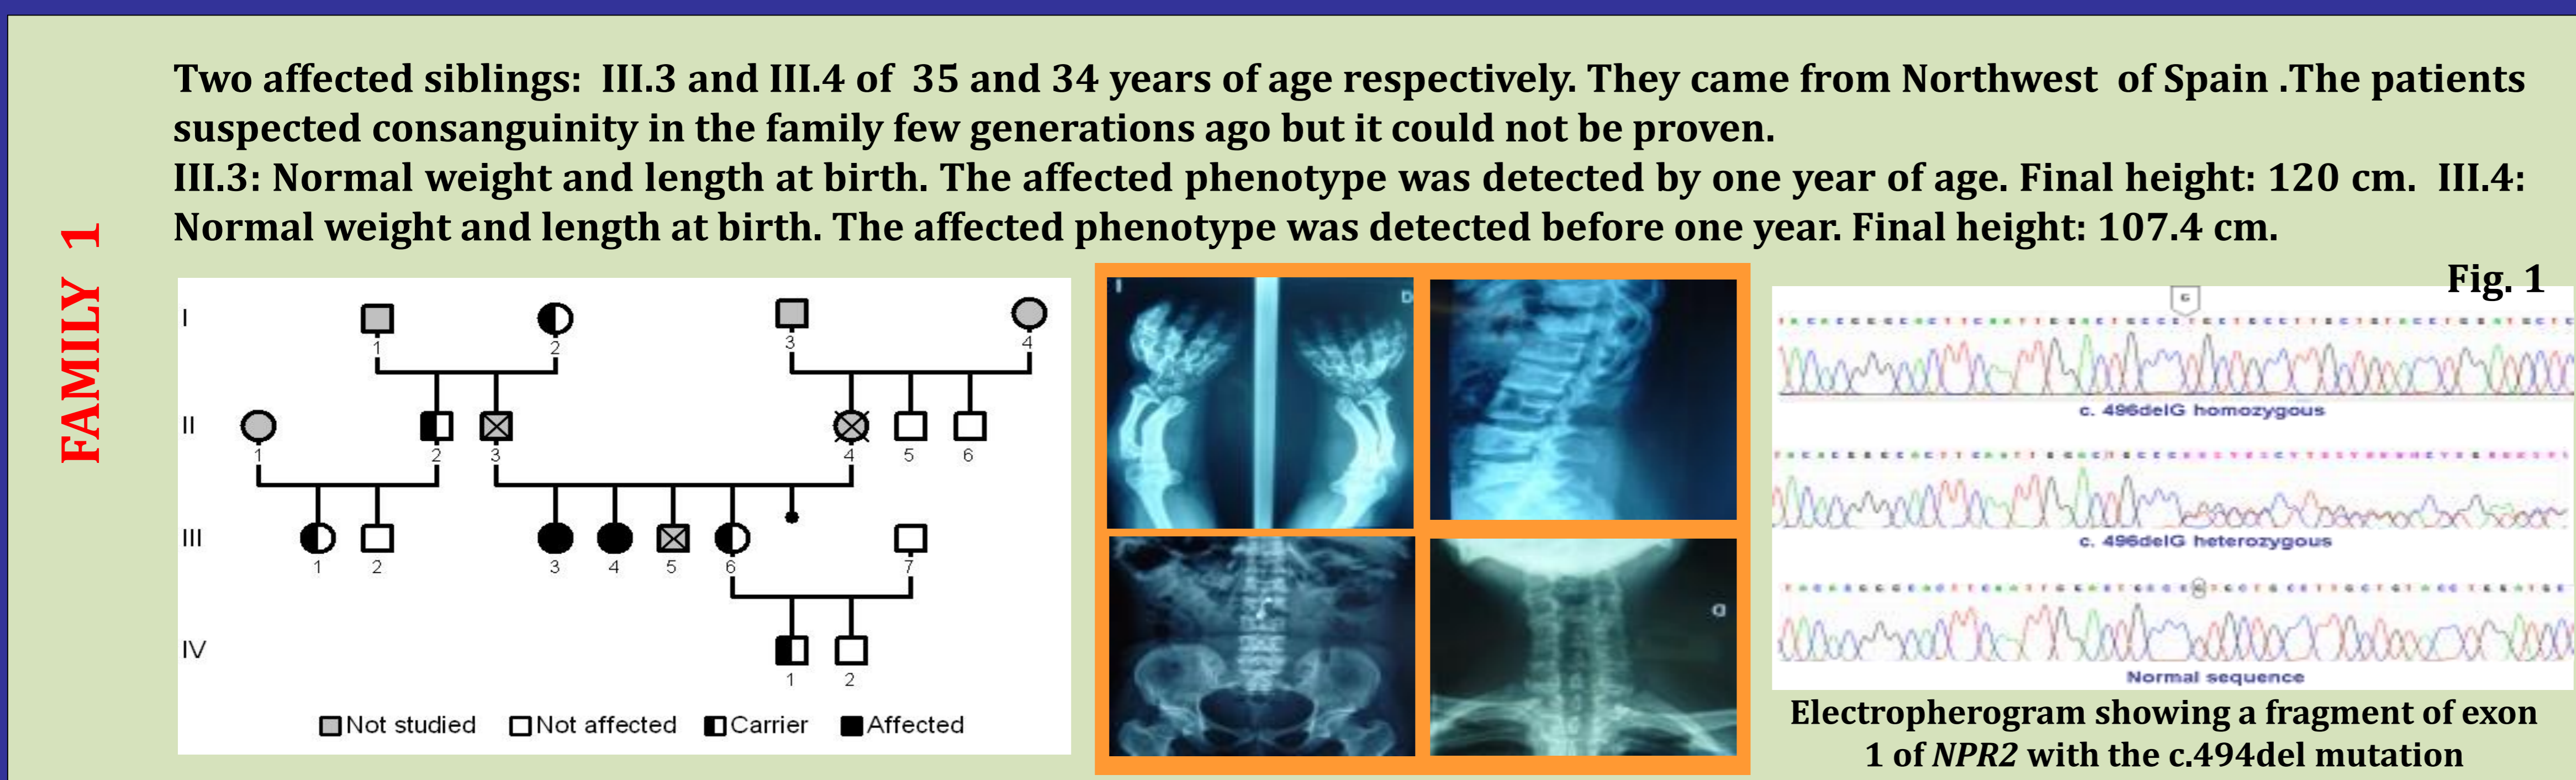 FAMILY 1
Two affected siblings: III.3 and III.4 of 35 and 34 years of age respectively. They came from Northwest of Spain .The patients
suspected consanguinity in the family few generations ago but it could not be proven.
III.3: Normal weight and length at birth. The affected phenotype was detected by one year of age. Final height: 120 cm. III.4:
Normal weight and length at birth. The affected phenotype was detected before one year. Final height: 107.4 cm.
I
1 2 3 4
II
1 2 3 4 5 6
III
1 2 3 4 5 6 7
IV
1 2
Not studied Not affected Carrier Affected
I D
G
Fig. 1
G
c. 496delG homozygous
c. 496delG heterozygous
Normal sequence
Electropherogram showing a fragment of exon
1 of NPR2 with the c.494del mutation